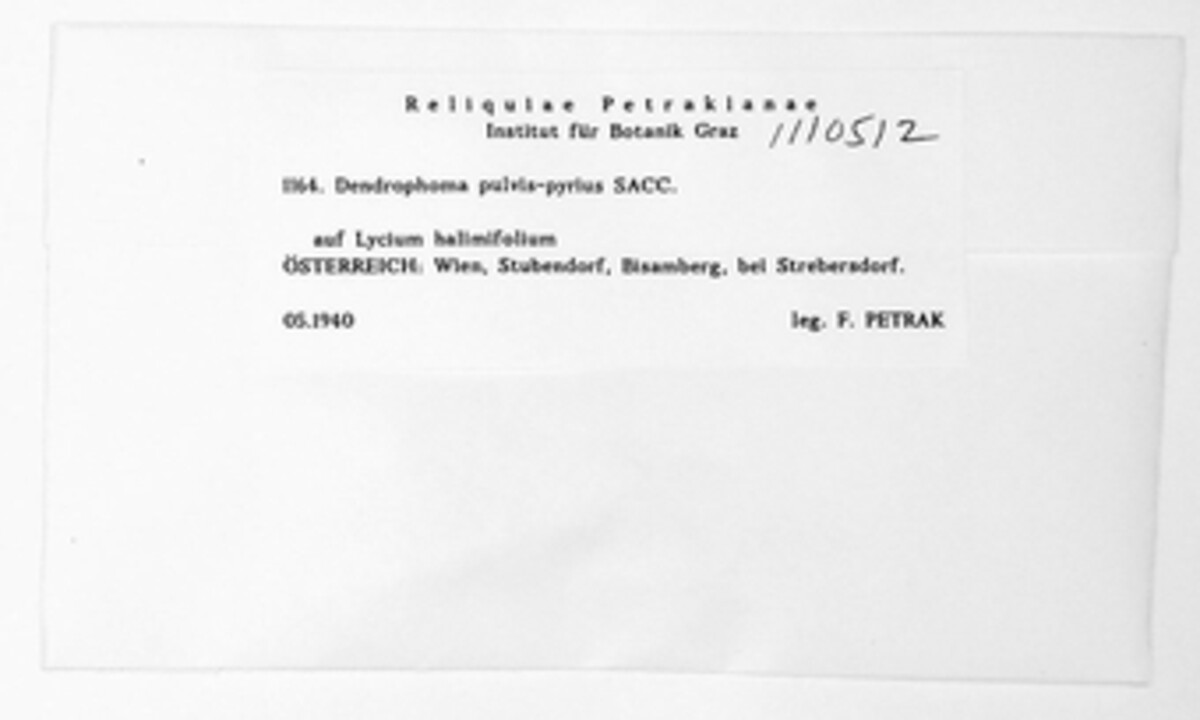 Reliquiae Petrakianae
Institut für Botanik Graz 1110512
1164. Dendrophoma pulvis-pyrius SACC.
auf Lycium halimifolium
ÖSTERREICH: Wien, Stubendorf, Bisamberg, bei Strebersdorf.
05.1940 leg. F. PETRAK